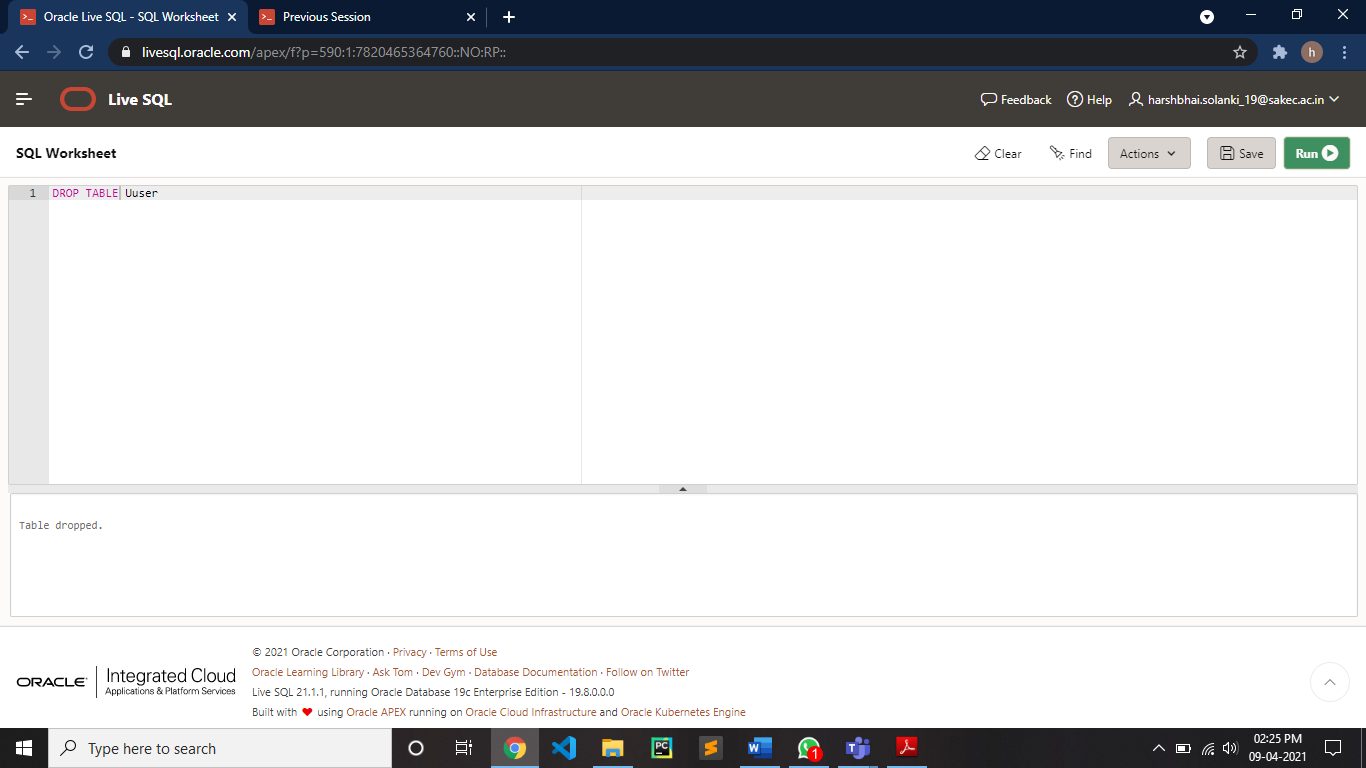 Oracle Live SQL - SQL Worksheet
Previous Session
livesql.oracle.com/apex/f?p=590:1:7820465364760::NO:RP::
h
Live SQL
Feedback
Help
harshbhai.solanki_19@sakec.ac.in
SQL Worksheet
Clear
Find
Actions
Save
Run
1 DROP TABLE Uuser
Table dropped.
© 2021 Oracle Corporation · Privacy · Terms of Use
Oracle Learning Library · Ask Tom · Dev Gym · Database Documentation · Follow on Twitter
Live SQL 21.1.1, running Oracle Database 19c Enterprise Edition - 19.8.0.0.0
Built with ❤ using Oracle APEX running on Oracle Cloud Infrastructure and Oracle Kubernetes Engine
ORACLE
Integrated Cloud
Applications & Platform Services
Type here to search
PC
W
1
T
02:25 PM
09-04-2021